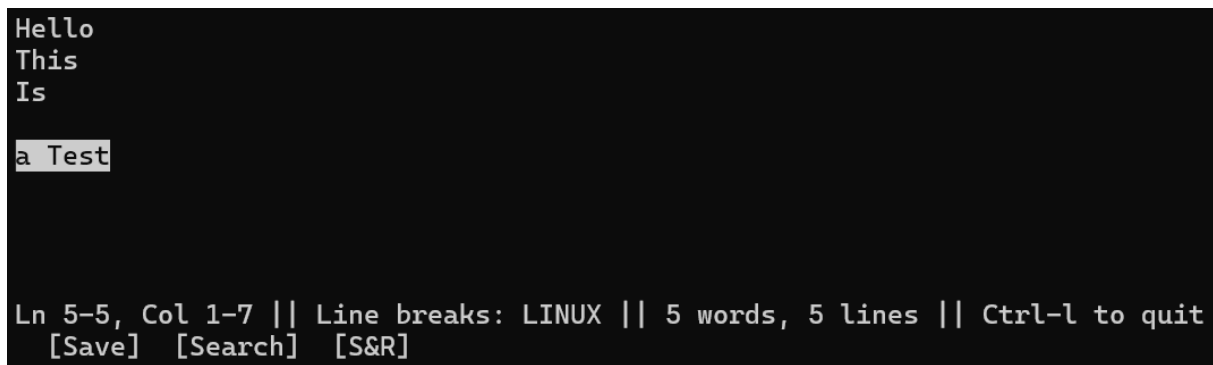 Hello
This
Is
a Test
Ln 5-5, Col 1-7 || Line breaks: LINUX || 5 words, 5 lines || Ctrl-l to quit
[Save] [Search] [S&R]